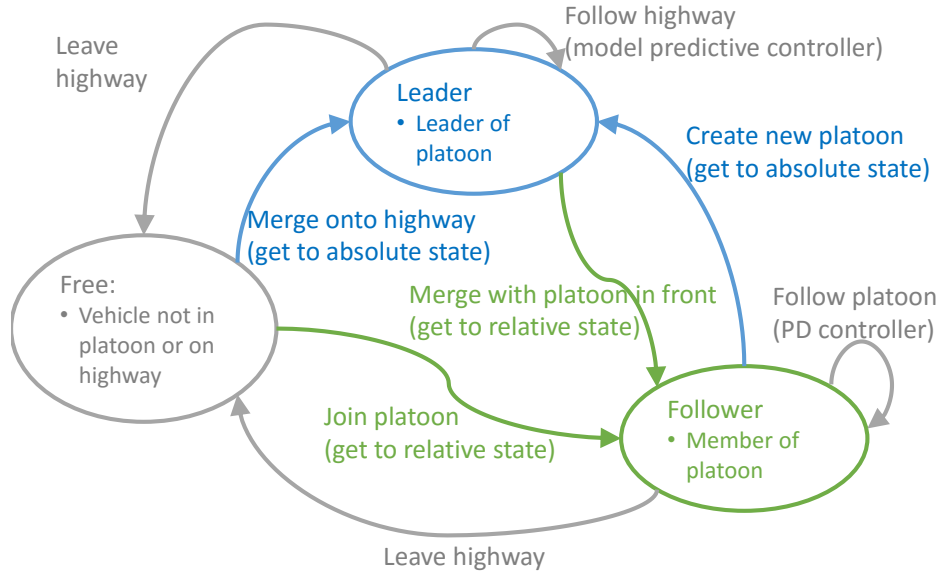 Follow highway
(model predictive controller)
Leave
highway
Leader
• Leader of
platoon
Create new platoon
(get to absolute state)
Merge onto highway
(get to absolute state)
Free:
• Vehicle not in
platoon or on
highway
Merge with platoon in front
(get to relative state)
Follow platoon
(PD controller)
Join platoon
(get to relative state)
Follower
• Member of
platoon
Leave highway